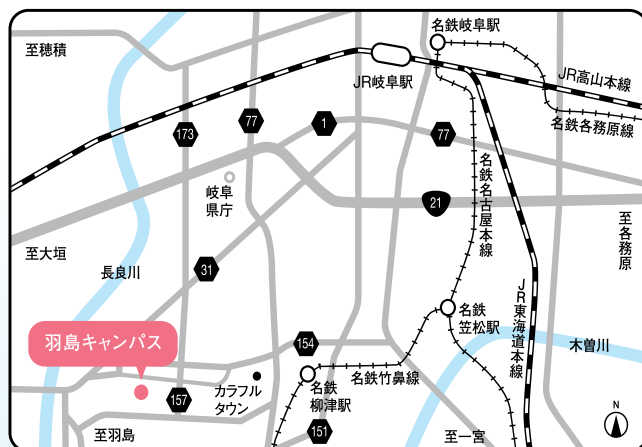 名鉄岐阜駅
至穂積
JR岐阜駅
JR高山本線
名鉄各務原線
173
77
1
77
名鉄名古屋本線
岐阜
県庁
21
至各務原
至大垣
長良川
31
JR東海道本線
名鉄
笠松駅
羽島キャンパス
154
木曽川
名鉄竹鼻線
カラフル
タウン
名鉄
柳津駅
157
151
至羽島
至一宮
N